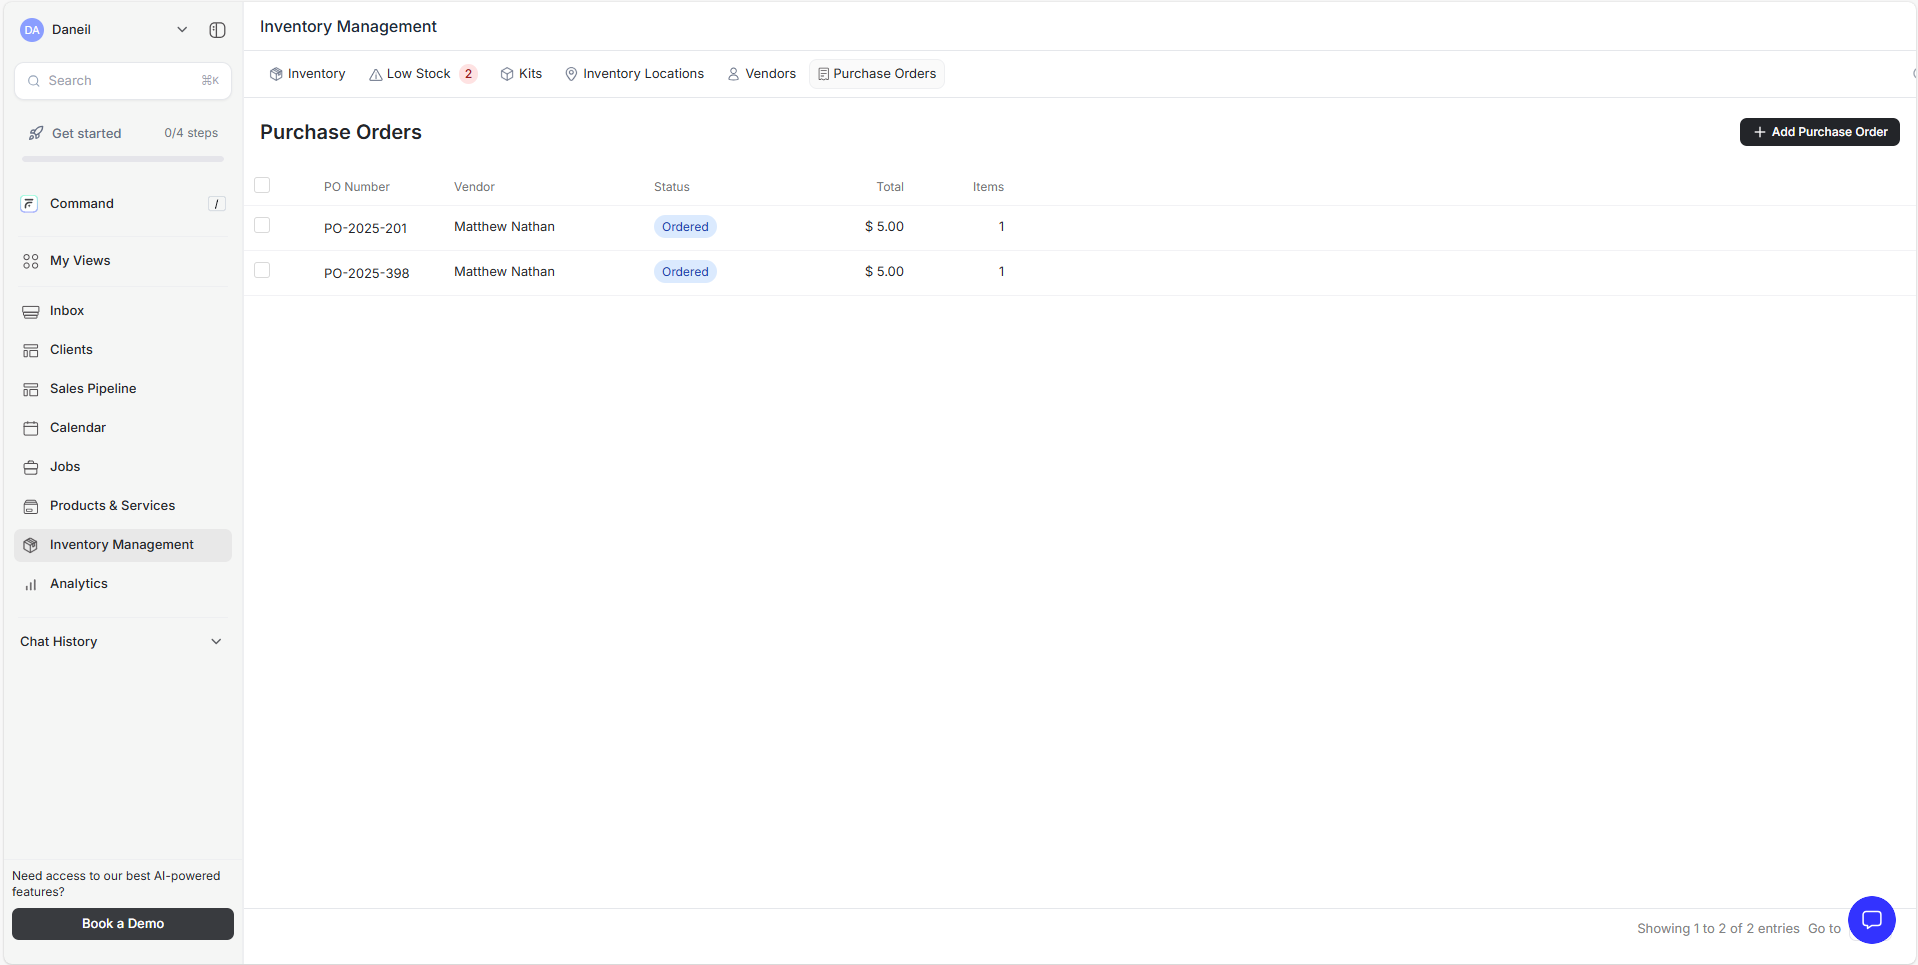 DA Daneil
Search ⌘K
Get started 0/4 steps
Command /
My Views
Inbox
Clients
Sales Pipeline
Calendar
Jobs
Products & Services
Inventory Management
Analytics
Chat History
Need access to our best AI-powered
features?
Book a Demo
Inventory Management
Inventory Low Stock 2 Kits Inventory Locations Vendors Purchase Orders
Purchase Orders
+ Add Purchase Order
PO Number Vendor Status Total Items
PO-2025-201 Matthew Nathan Ordered $ 5.00 1
PO-2025-398 Matthew Nathan Ordered $ 5.00 1
Showing 1 to 2 of 2 entries Go to